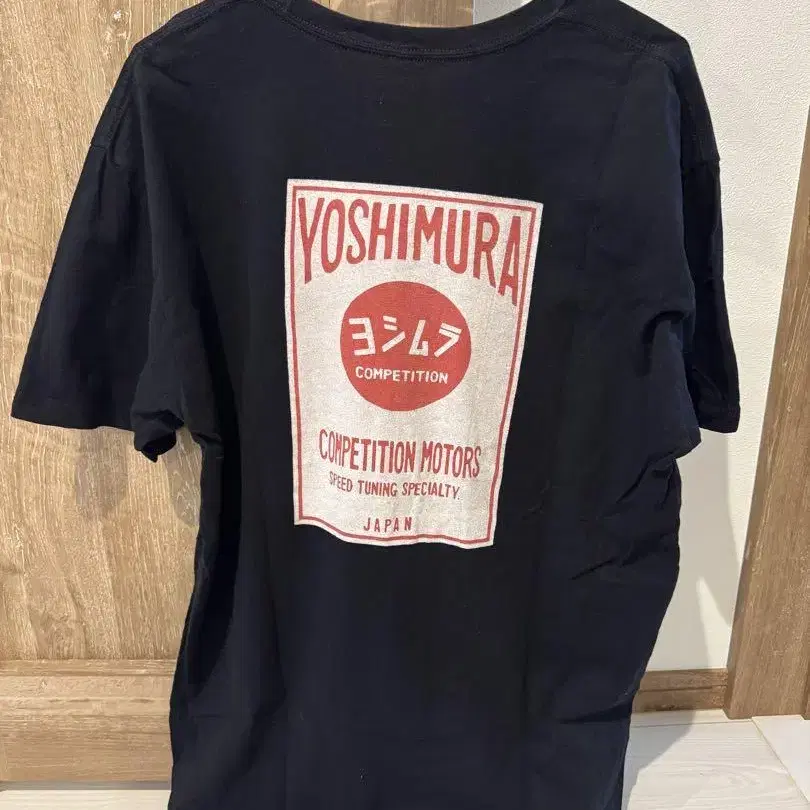 YOSHIMURA
ヨシムラ
COMPETITION
COMPETITION MOTORS
SPEED TUNING SPECIALTY
JAPAN